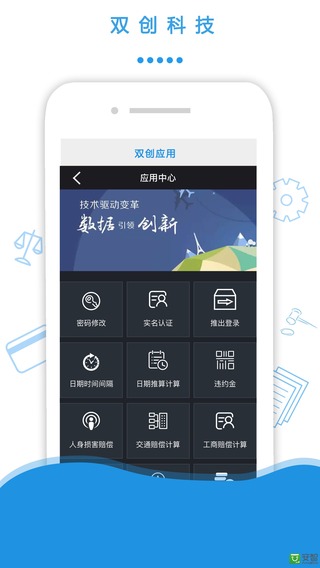 双创科技
双创应用
应用中心
技术驱动变革
数据 引领 创新
密码修改
实名认证
推出登录
日期时间间隔
日期推算计算
违约金
人身损害赔偿
交通赔偿计算
工商赔偿计算